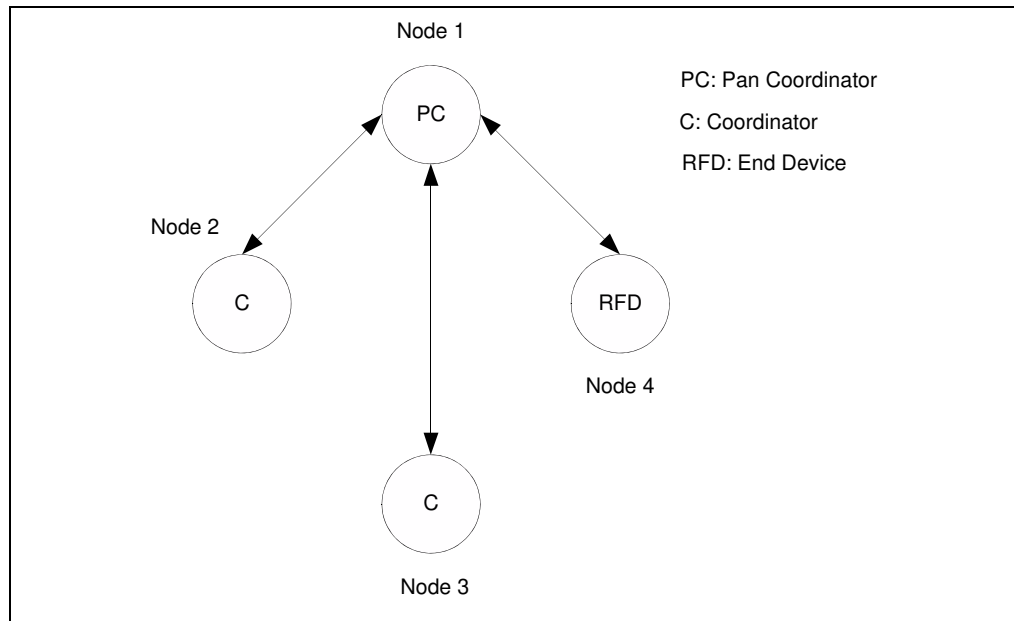 Node 1
PC
PC: Pan Coordinator
C: Coordinator
RFD: End Device
Node 2
C
RFD
Node 4
C
Node 3